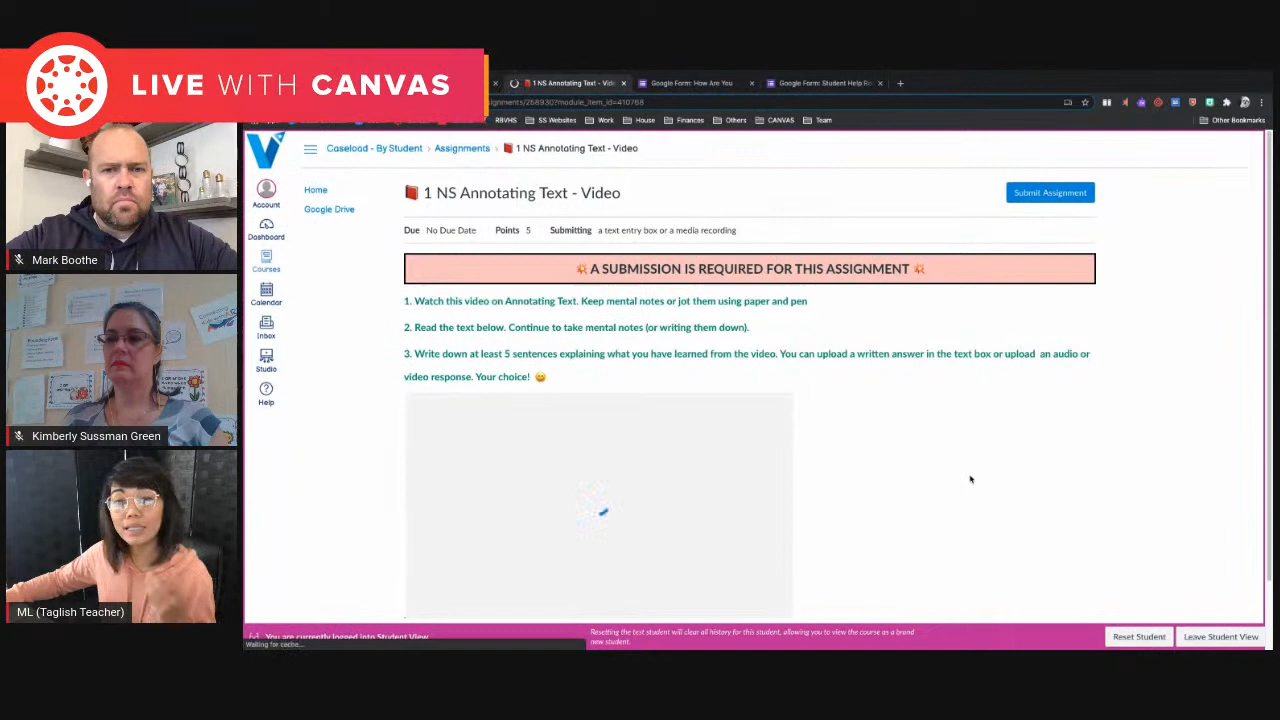 LIVE WITH CANVAS
1 NS Annotating Text - Vide
Google Form: How Are You
Google Form: Student Help Ro
gnments/258930?module_item_id=410768
RBVHS
SS Websites
Work
House
Finances
Others
CANVAS
Team
Other Bookmarks
Caseload - By Student › Assignments › 1 NS Annotating Text - Video
Account
Dashboard
Courses
Calendar
Inbox
Studio
Help
Home
Google Drive
1 NS Annotating Text - Video
Submit Assignment
Due No Due Date Points 5 Submitting a text entry box or a media recording
A SUBMISSION IS REQUIRED FOR THIS ASSIGNMENT
1. Watch this video on Annotating Text. Keep mental notes or jot them using paper and pen
2. Read the text below. Continue to take mental notes (or writing them down).
3. Write down at least 5 sentences explaining what you have learned from the video. You can upload a written answer in the text box or upload an audio or
video response. Your choice!
Mark Boothe
Kimberly Sussman Green
ML (Taglish Teacher)
You are currently logged into Student View
Resetting the test student will clear all history for this student, allowing you to view the course as a brand
new student.
Reset Student
Leave Student View
Waiting for cache...